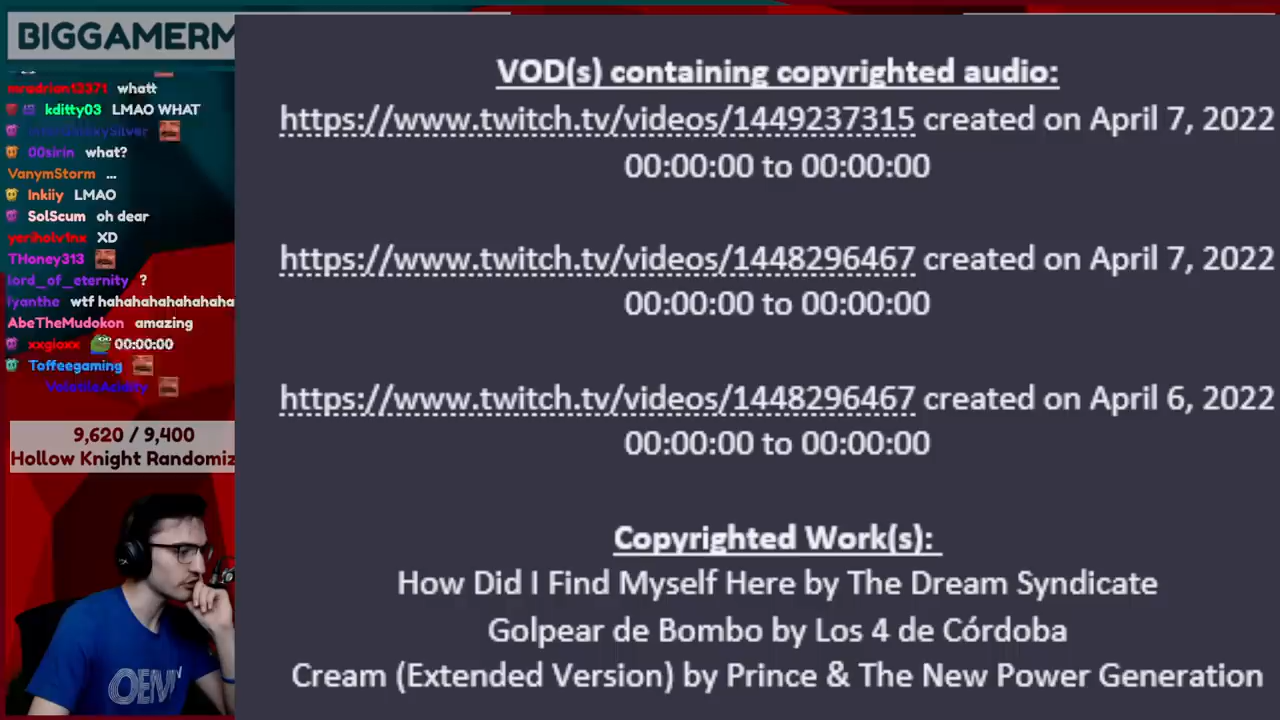 BIGGAMERM
mradrian13371 whatt
kditty03 LMAO WHAT
00sirin what?
VanymStorm ...
Inkiiy LMAO
SolScum oh dear
yeriholy1nx XD
THoney313
lord_of_eternity ?
lyanthe wtf hahahahahahahaha
AbeTheMudokon amazing
xxgioxx 00:00:00
Toffeegaming
VolatileAcidity
9,620 / 9,400
Hollow Knight Randomiz
OEM
VOD(s) containing copyrighted audio:
https://www.twitch.tv/videos/1449237315 created on April 7, 2022
00:00:00 to 00:00:00
https://www.twitch.tv/videos/1448296467 created on April 7, 2022
00:00:00 to 00:00:00
https://www.twitch.tv/videos/1448296467 created on April 6, 2022
00:00:00 to 00:00:00
Copyrighted Work(s):
How Did I Find Myself Here by The Dream Syndicate
Golpear de Bombo by Los 4 de Córdoba
Cream (Extended Version) by Prince & The New Power Generation